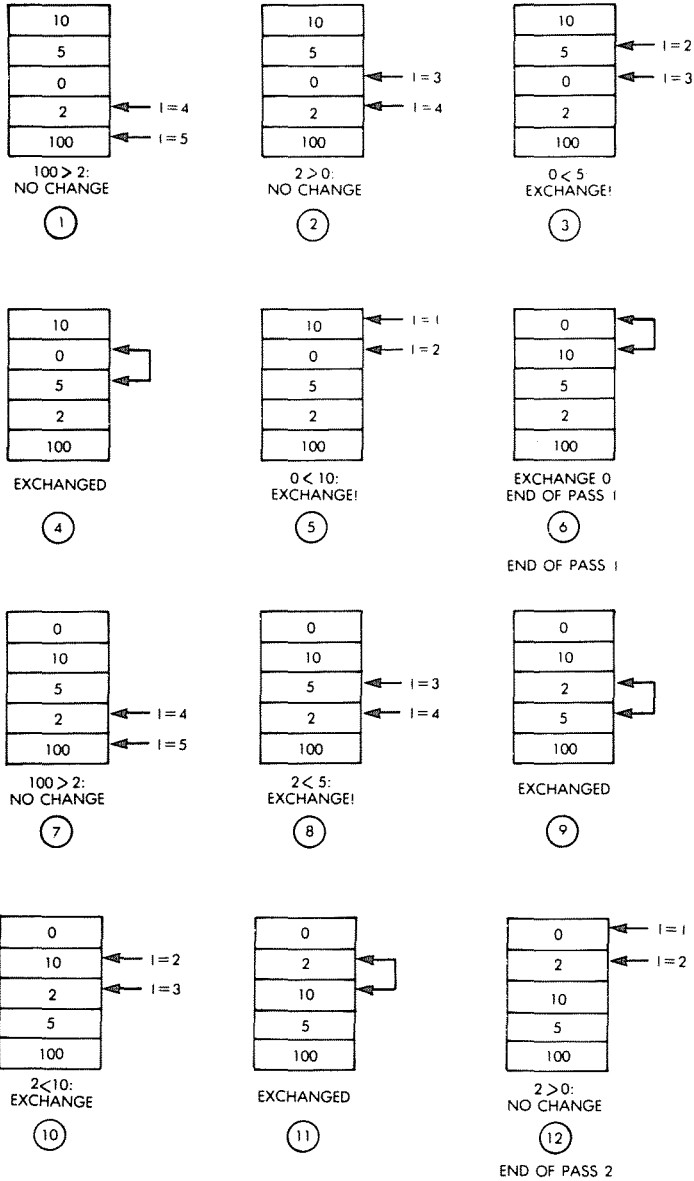 10
5
0
2
100
I=4
I=5
100 > 2:
NO CHANGE
1
10
5
0
2
100
I=3
I=4
2 > 0:
NO CHANGE
2
10
5
0
2
100
I=2
I=3
0 < 5
EXCHANGE!
3
10
0
5
2
100
EXCHANGED
4
10
0
5
2
100
I=1
I=2
0 < 10:
EXCHANGE!
5
0
10
5
2
100
EXCHANGE 0
END OF PASS 1
6
END OF PASS 1
0
10
5
2
100
I=4
I=5
100 > 2:
NO CHANGE
7
0
10
5
2
100
I=3
I=4
2 < 5:
EXCHANGE!
8
0
10
2
5
100
EXCHANGED
9
0
10
2
5
100
I=2
I=3
2<10:
EXCHANGE
10
0
2
10
5
100
EXCHANGED
11
0
2
10
5
100
I=1
I=2
2 > 0:
NO CHANGE
12
END OF PASS 2